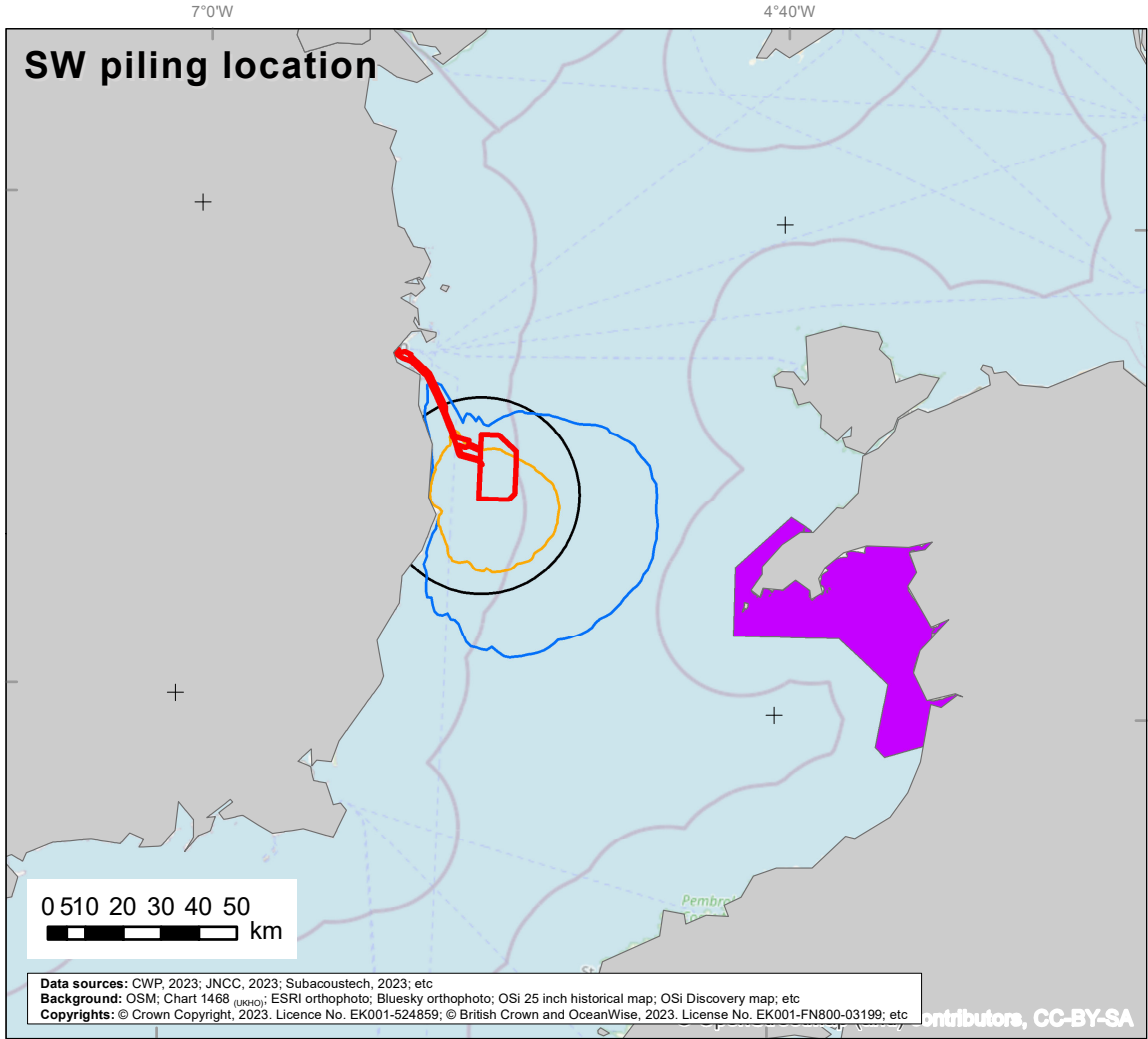 7°0'W
4°40'W
SW piling location
0 510 20 30 40 50
km
Data sources: CWP, 2023; JNCC, 2023; Subacoustech, 2023; etc
Background: OSM; Chart 1468 (UKHO); ESRI orthophoto; Bluesky orthophoto; OSi 25 inch historical map; OSi Discovery map; etc
Copyrights: © Crown Copyright, 2023. Licence No. EK001-524859; © British Crown and OceanWise, 2023. License No. EK001-FN800-03199; etc
contributors, CC-BY-SA